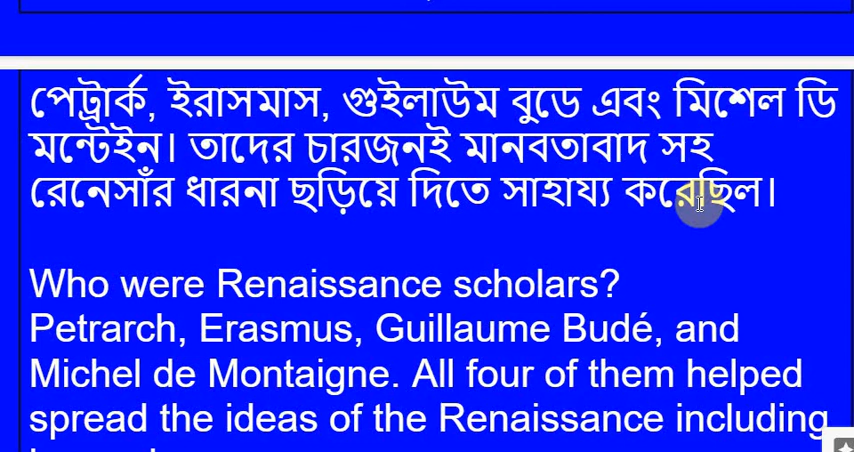 পেট্রার্ক, ইরাসমাস, গুইলাউম বুডে এবং মিশেল ডি
মন্টেইন। তাদের চারজনই মানবতাবাদ সহ
রেনেসাঁর ধারনা ছড়িয়ে দিতে সাহায্য করেছিল।
Who were Renaissance scholars?
Petrarch, Erasmus, Guillaume Budé, and
Michel de Montaigne. All four of them helped
spread the ideas of the Renaissance including